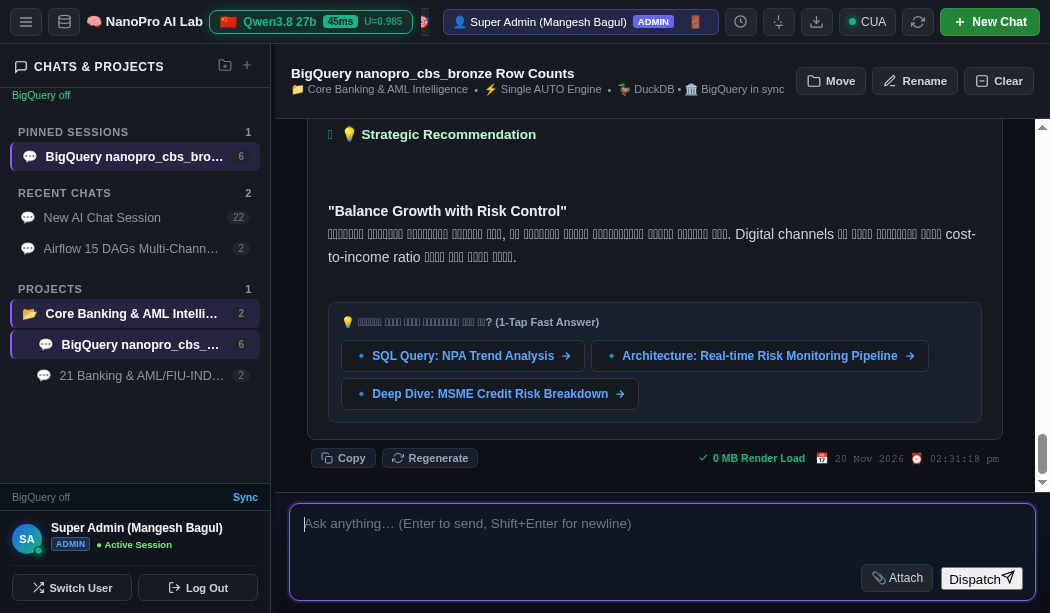 NanoPro AI Lab
Qwen3.8 27b 45ms U=0.985
Super Admin (Mangesh Bagul) ADMIN
CUA
+ New Chat
CHATS & PROJECTS
BigQuery off
PINNED SESSIONS 1
BigQuery nanopro_cbs_bro… 6
RECENT CHATS 2
New AI Chat Session 22
Airflow 15 DAGs Multi-Chann… 2
PROJECTS 1
Core Banking & AML Intelli… 2
BigQuery nanopro_cbs_… 6
21 Banking & AML/FIU-IND… 2
BigQuery off Sync
SA
Super Admin (Mangesh Bagul)
ADMIN ● Active Session
Switch User
Log Out
BigQuery nanopro_cbs_bronze Row Counts
Core Banking & AML Intelligence • ⚡ Single AUTO Engine • DuckDB • BigQuery in sync
Move
Rename
Clear
Strategic Recommendation
"Balance Growth with Risk Control"
Digital channels cost-
to-income ratio
? (1-Tap Fast Answer)
SQL Query: NPA Trend Analysis →
Architecture: Real-time Risk Monitoring Pipeline →
Deep Dive: MSME Credit Risk Breakdown →
Copy
Regenerate
✓ 0 MB Render Load 20 Nov 2026 02:31:18 pm
Ask anything… (Enter to send, Shift+Enter for newline)
Attach
Dispatch